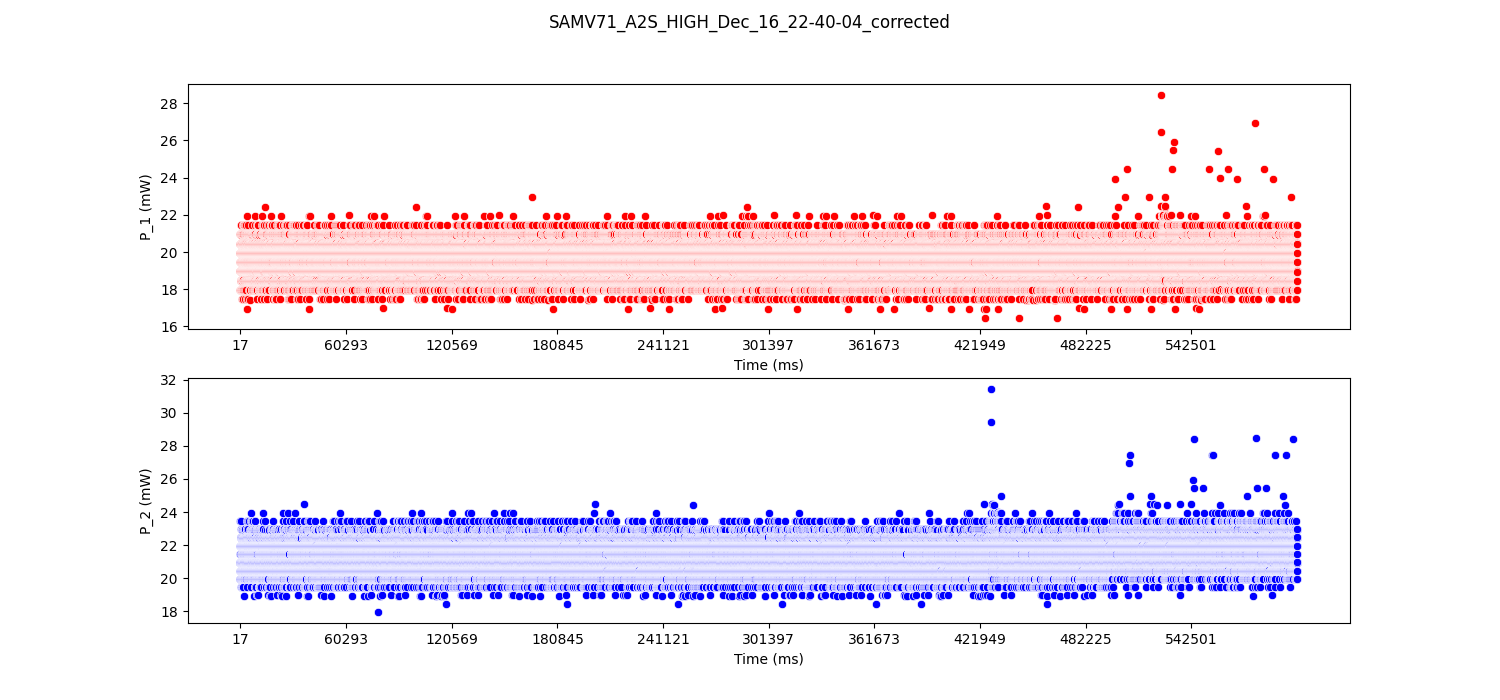 SAMV71_A2S_HIGH_Dec_16_22-40-04_corrected
28
26
24
22
20
18
16
P_1 (mW)
17 60293 120569 180845 241121 301397 361673 421949 482225 542501
Time (ms)
32
30
28
26
24
22
20
18
P_2 (mW)
17 60293 120569 180845 241121 301397 361673 421949 482225 542501
Time (ms)